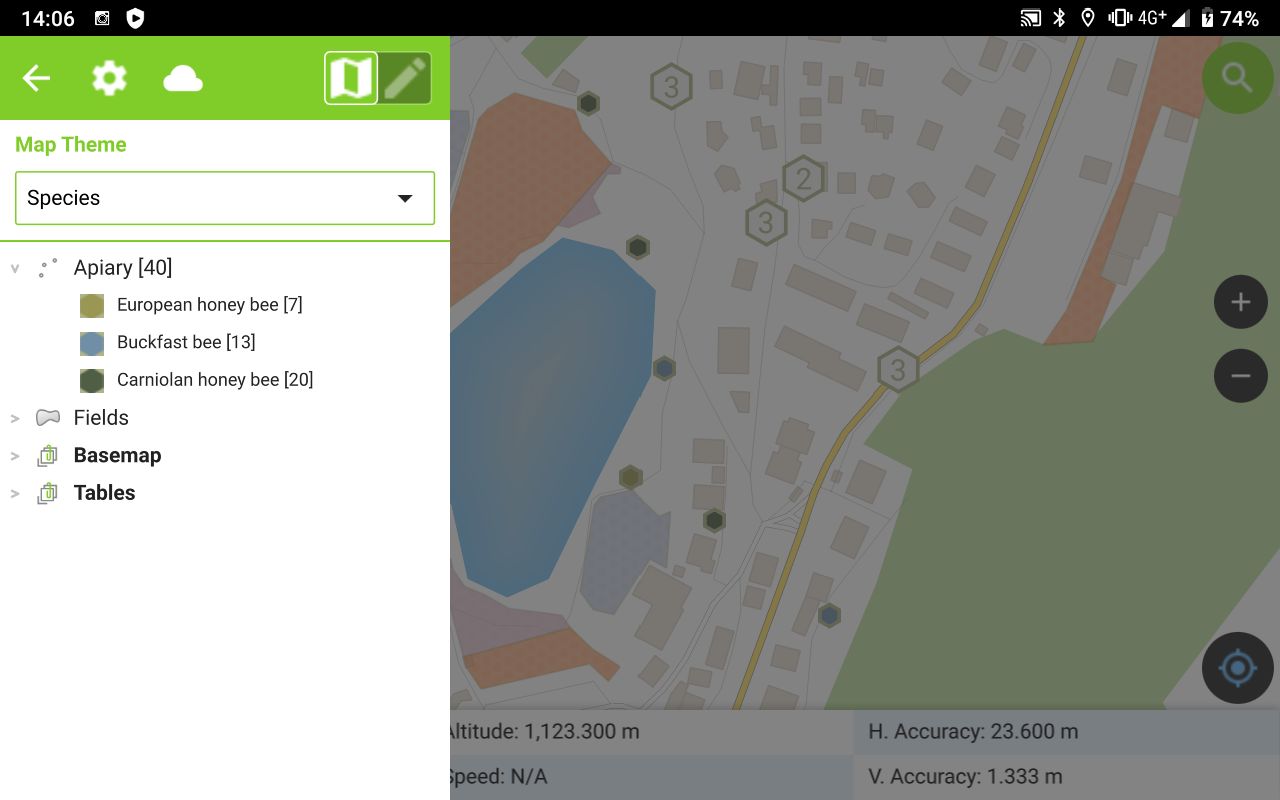 14:06
4G+
74%
Map Theme
Species
Apiary [40]
European honey bee [7]
Buckfast bee [13]
Carniolan honey bee [20]
Fields
Basemap
Tables
3
2
3
3
Altitude: 1,123.300 m
H. Accuracy: 23.600 m
Speed: N/A
V. Accuracy: 1.333 m